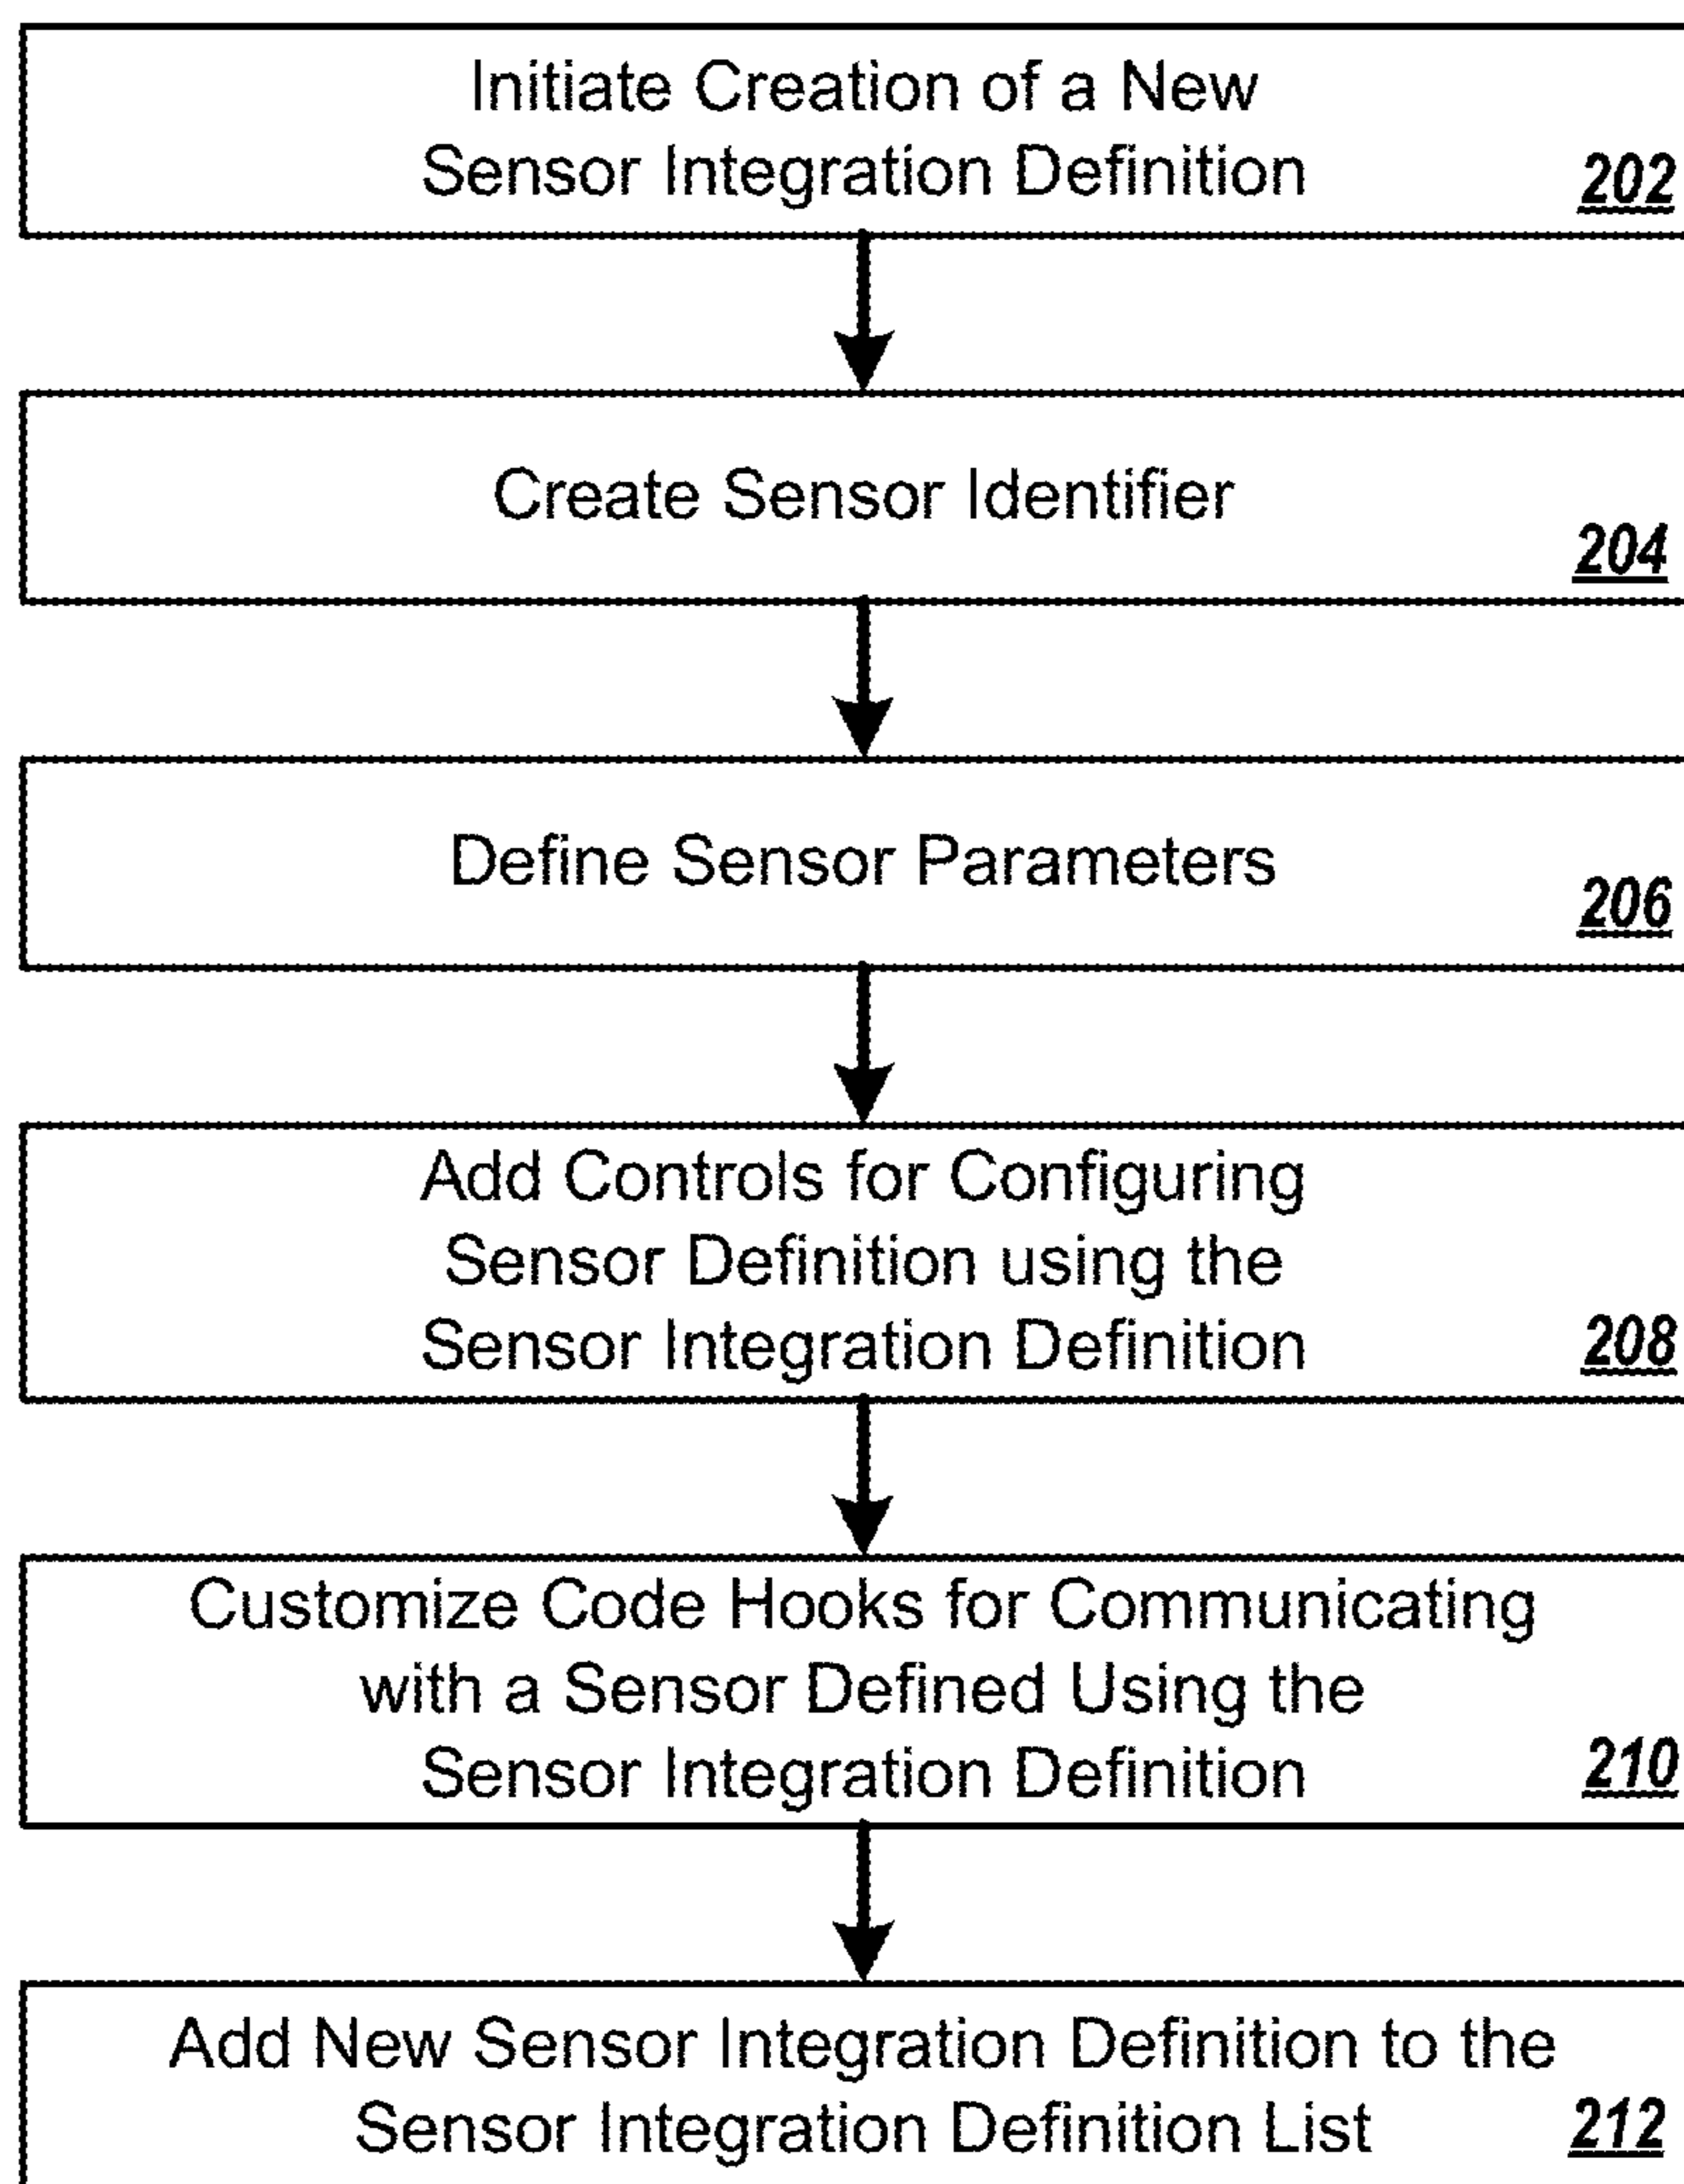 Initiate Creation of a New
Sensor Integration Definition
202
Create Sensor Identifier
204
Define Sensor Parameters
206
Add Controls for Configuring
Sensor Definition using the
Sensor Integration Definition
208
Customize Code Hooks for Communicating
with a Sensor Defined Using the
Sensor Integration Definition
210
Add New Sensor Integration Definition to the
Sensor Integration Definition List
212